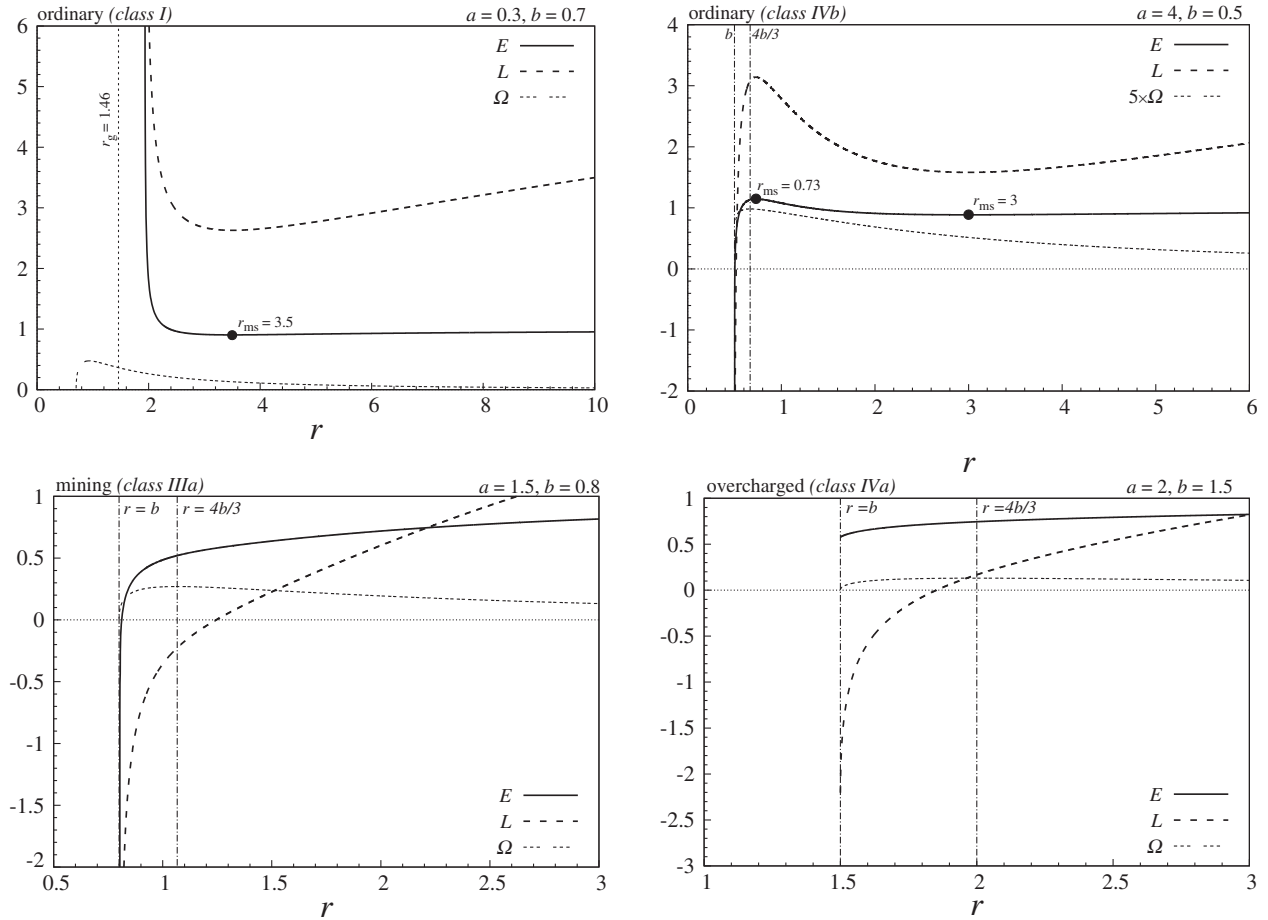 ordinary (class I) a = 0.3, b = 0.7
6
5
4
3
2
1
0
E
L
Ω
r_g = 1.46
r_ms = 3.5
0 2 4 6 8 10
r
ordinary (class IVb) a = 4, b = 0.5
4
3
2
1
0
-1
-2
b 4b/3
E
L
5×Ω
r_ms = 0.73
r_ms = 3
0 1 2 3 4 5 6
r
mining (class IIIa) a = 1.5, b = 0.8
1
0.5
0
-0.5
-1
-1.5
-2
r = b r = 4b/3
E
L
Ω
0.5 1 1.5 2 2.5 3
r
overcharged (class IVa) a = 2, b = 1.5
1
0.5
0
-0.5
-1
-1.5
-2
-2.5
-3
r =b r =4b/3
E
L
Ω
1 1.5 2 2.5 3
r